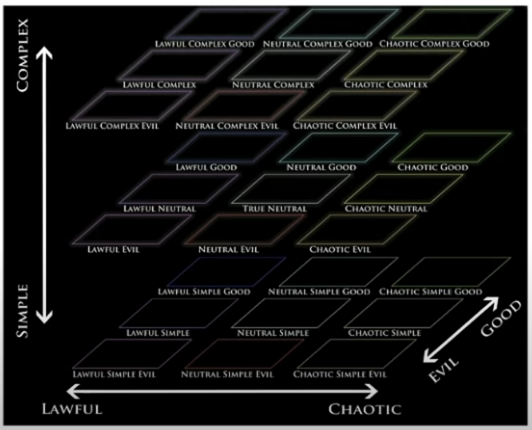 COMPLEX
LAWFUL COMPLEX GOOD NEUTRAL COMPLEX GOOD CHAOTIC COMPLEX GOOD
LAWFUL COMPLEX NEUTRAL COMPLEX CHAOTIC COMPLEX
LAWFUL COMPLEX EVIL NEUTRAL COMPLEX EVIL CHAOTIC COMPLEX EVIL
LAWFUL GOOD NEUTRAL GOOD CHAOTIC GOOD
LAWFUL NEUTRAL TRUE NEUTRAL CHAOTIC NEUTRAL
LAWFUL EVIL NEUTRAL EVIL CHAOTIC EVIL
SIMPLE
LAWFUL SIMPLE GOOD NEUTRAL SIMPLE GOOD CHAOTIC SIMPLE GOOD
LAWFUL SIMPLE NEUTRAL SIMPLE CHAOTIC SIMPLE
LAWFUL SIMPLE EVIL NEUTRAL SIMPLE EVIL CHAOTIC SIMPLE EVIL
EVIL GOOD
LAWFUL CHAOTIC